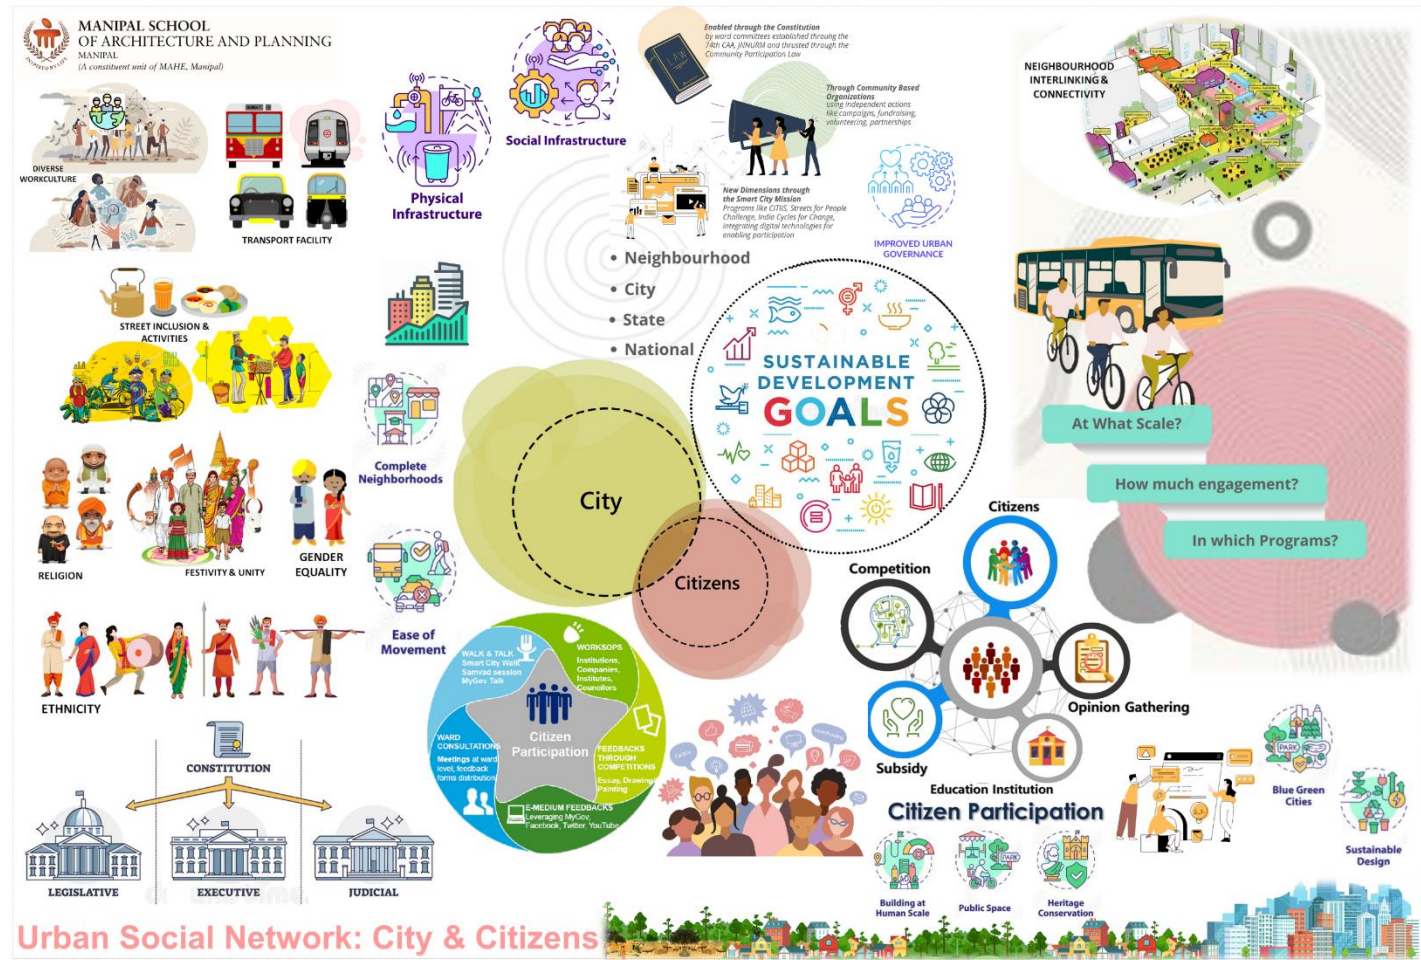 MANIPAL SCHOOL
OF ARCHITECTURE AND PLANNING
MANIPAL
(A constituent unit of MAHE, Manipal)
INSPIRED BY LIFE
DIVERSE
WORKCULTURE
TRANSPORT FACILITY
STREET INCLUSION &
ACTIVITIES
RELIGION
FESTIVITY & UNITY
GENDER
EQUALITY
ETHNICITY
CONSTITUTION
LEGISLATIVE
EXECUTIVE
JUDICIAL
Urban Social Network: City & Citizens
Physical
Infrastructure
Social Infrastructure
Complete
Neighborhoods
Ease of
Movement
LAW
Enabled through the Constitution
by ward committees established throuhg the
74th CAA, JNNURM and thrusted through the
Community Participation Law
Through Community Based
Organizations
using independent actions
like campaigns, fundraising,
volunteering, partnerships
New Dimensions through
the Smart City Mission
Programs like CITIIS, Streets for People
Challenge, India Cycles for Change,
integrating digital technologies for
enabling participation
IMPROVED URBAN
GOVERNANCE
• Neighbourhood
• City
• State
• National
SUSTAINABLE
DEVELOPMENT
GOALS
City
Citizens
WALK & TALK
Smart City Walk
Samvad session
MyGov Talk
WORKSOPS
Institutions,
Companies,
Institutes,
Councilors
WARD
CONSULTATIONS
Meetings at ward
level, feedback
forms distribution
Citizen
Participation
FEEDBACKS
THROUGH
COMPETITIONS
Essay, Drawing/
Painting
E-MEDIUM FEEDBACKS
Leveraging MyGov,
Facebook, Twitter, YouTube
NEIGHBOURHOOD
INTERLINKING &
CONNECTIVITY
At What Scale?
How much engagement?
In which Programs?
Citizens
Competition
Opinion Gathering
Subsidy
Education Institution
Citizen Participation
Building at
Human Scale
PARK
Public Space
Heritage
Conservation
PARK
Blue Green
Cities
Sustainable
Design